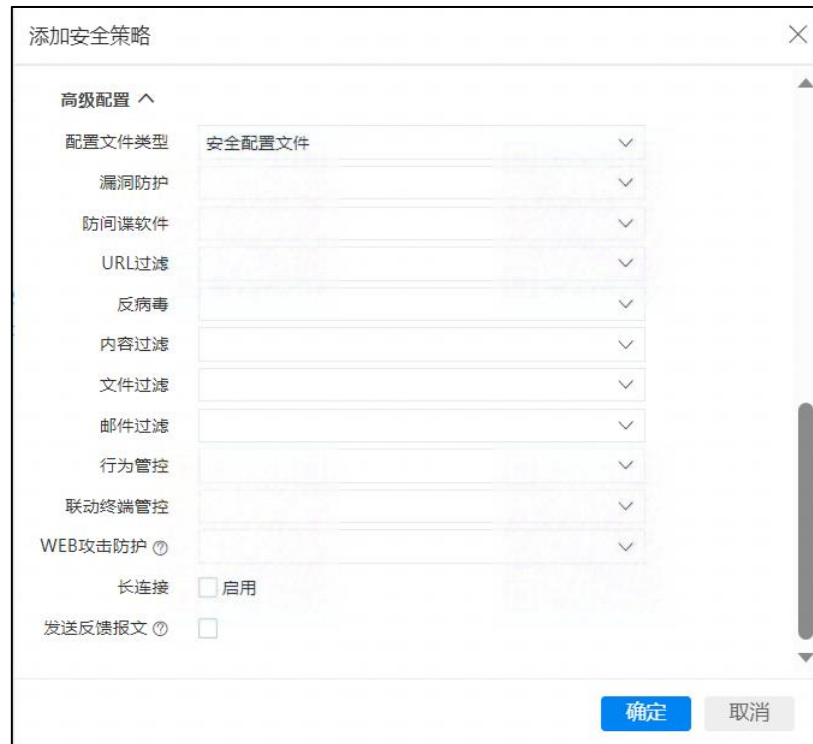 添加安全策略
高级配置
配置文件类型 安全配置文件
漏洞防护
防间谍软件
URL过滤
反病毒
内容过滤
文件过滤
邮件过滤
行为管控
联动终端管控
WEB攻击防护 ?
长连接 启用
发送反馈报文 ?
确定 取消